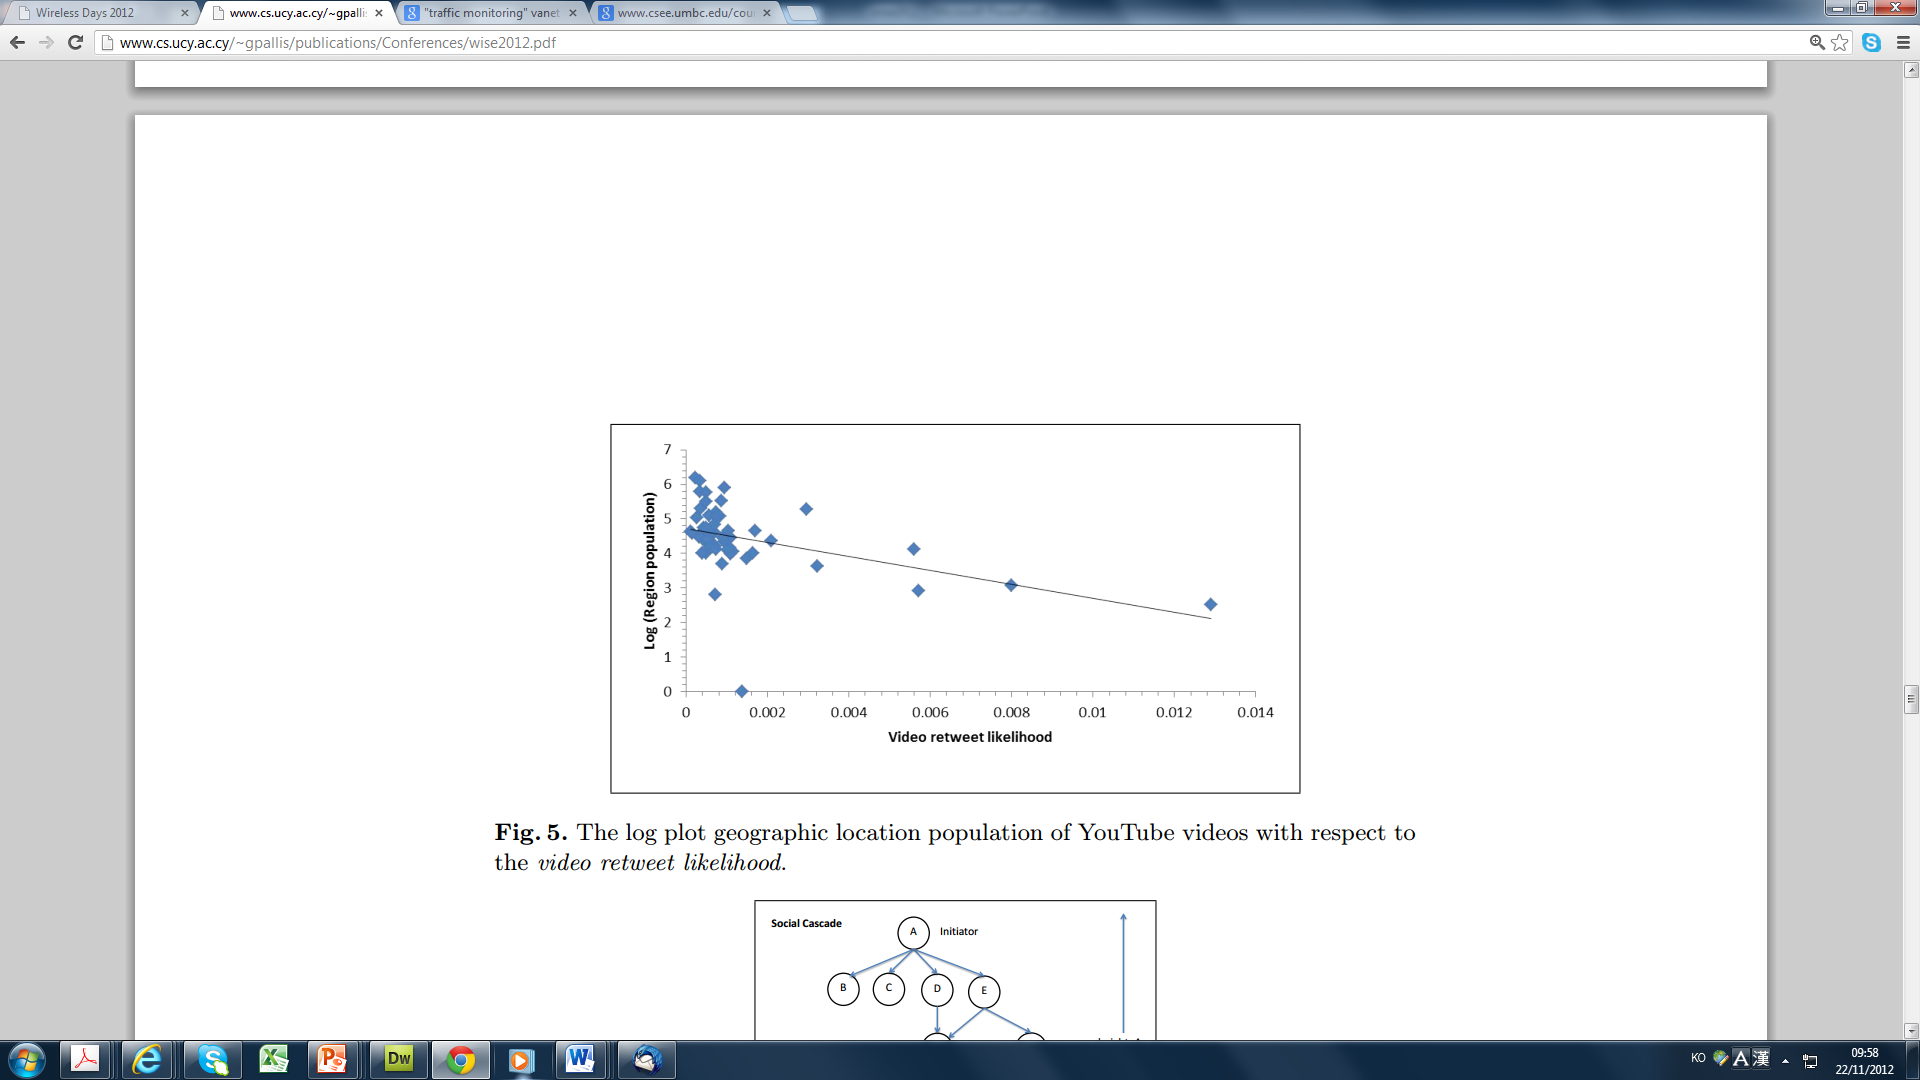 Wireless Days 2012
www.cs.ucy.ac.cy/~gpalli
"traffic monitoring" vanet
www.csee.umbc.edu/cou
www.cs.ucy.ac.cy/~gpallis/publications/Conferences/wise2012.pdf
7
6
5
4
3
2
1
0
Log (Region population)
0 0.002 0.004 0.006 0.008 0.01 0.012 0.014
Video retweet likelihood
Fig. 5. The log plot geographic location population of YouTube videos with respect to
the video retweet likelihood.
Social Cascade
A Initiator
B C D E
Dw
KO A 漢
09:58
22/11/2012